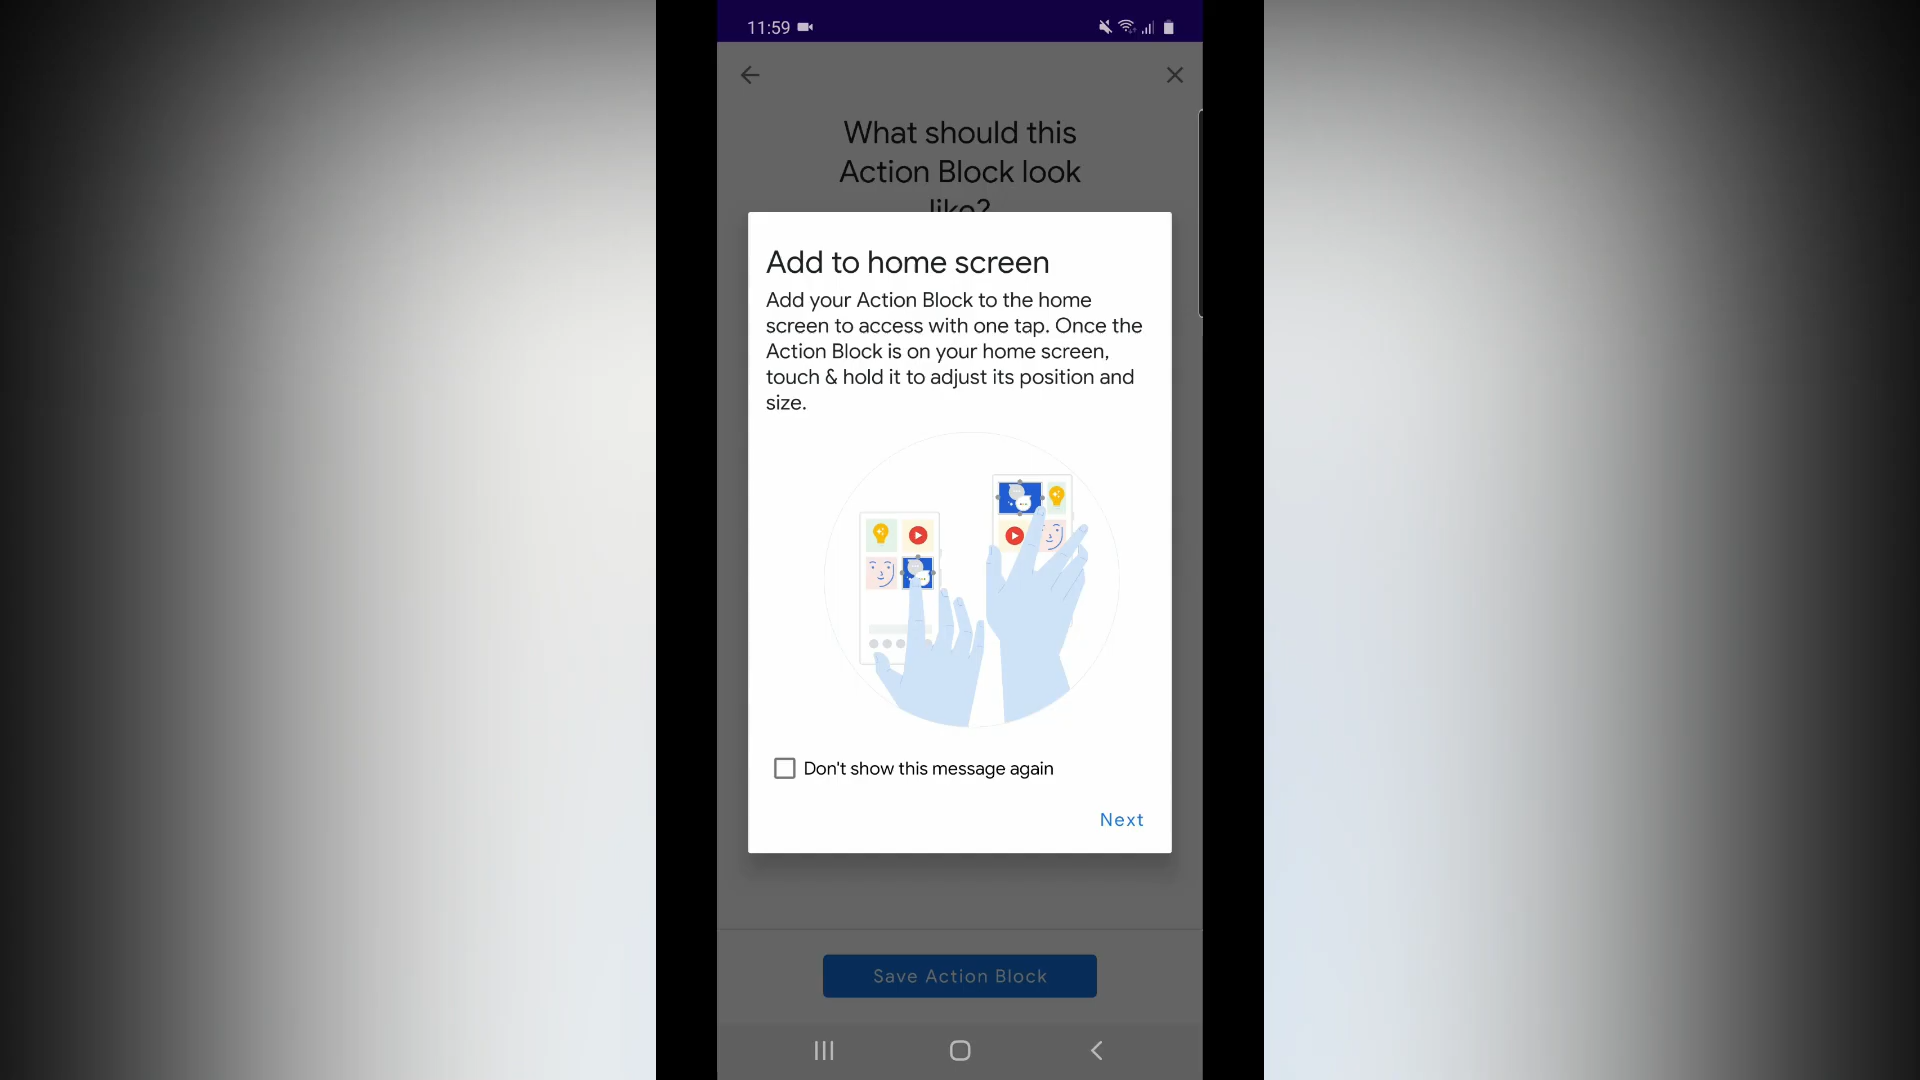 11:59
What should this
Action Block look
like?
Add to home screen
Add your Action Block to the home
screen to access with one tap. Once the
Action Block is on your home screen,
touch & hold it to adjust its position and
size.
Don't show this message again
Next
Save Action Block